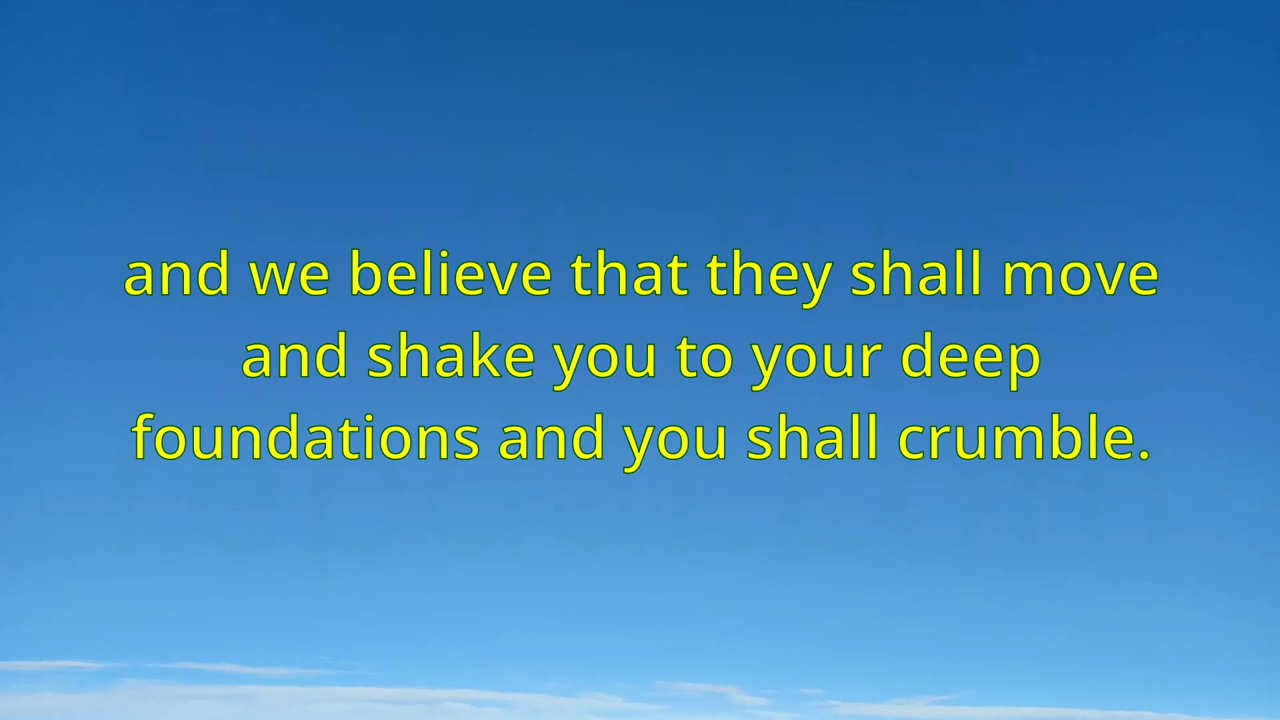 and we believe that they shall move
and shake you to your deep
foundations and you shall crumble.